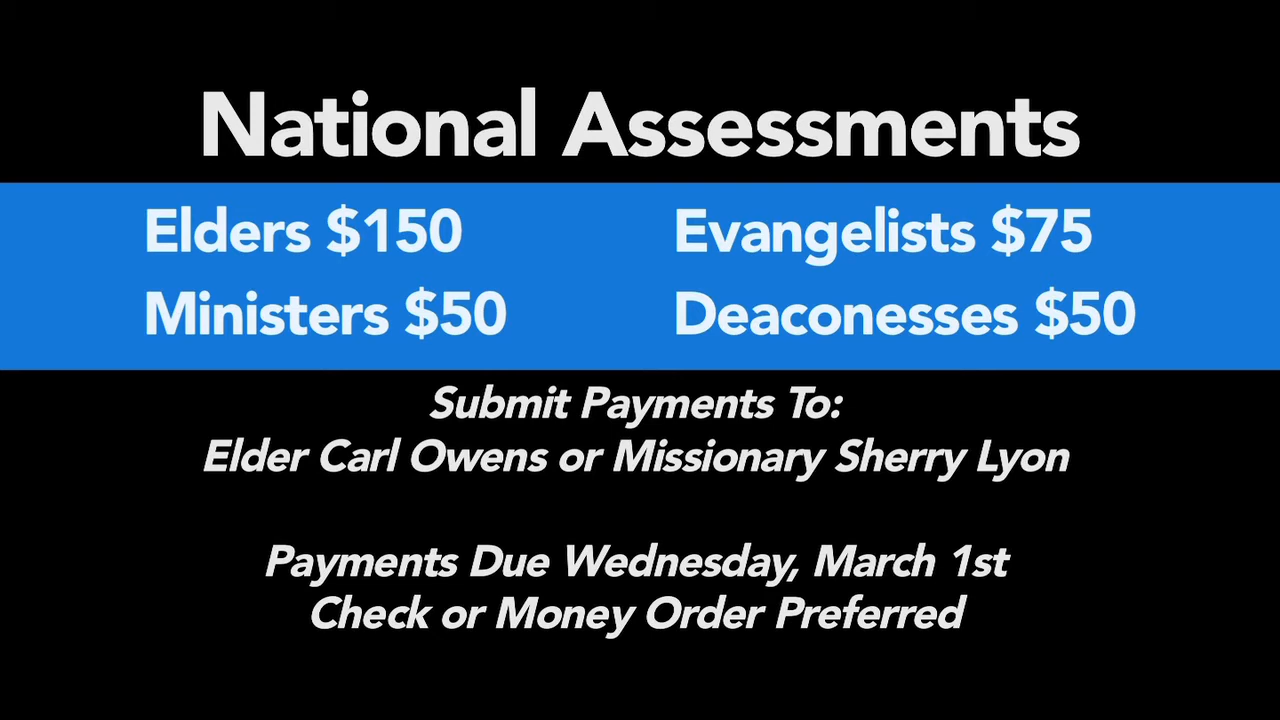 National Assessments
Elders $150
Evangelists $75
Ministers $50
Deaconesses $50
Submit Payments To:
Elder Carl Owens or Missionary Sherry Lyon
Payments Due Wednesday, March 1st
Check or Money Order Preferred